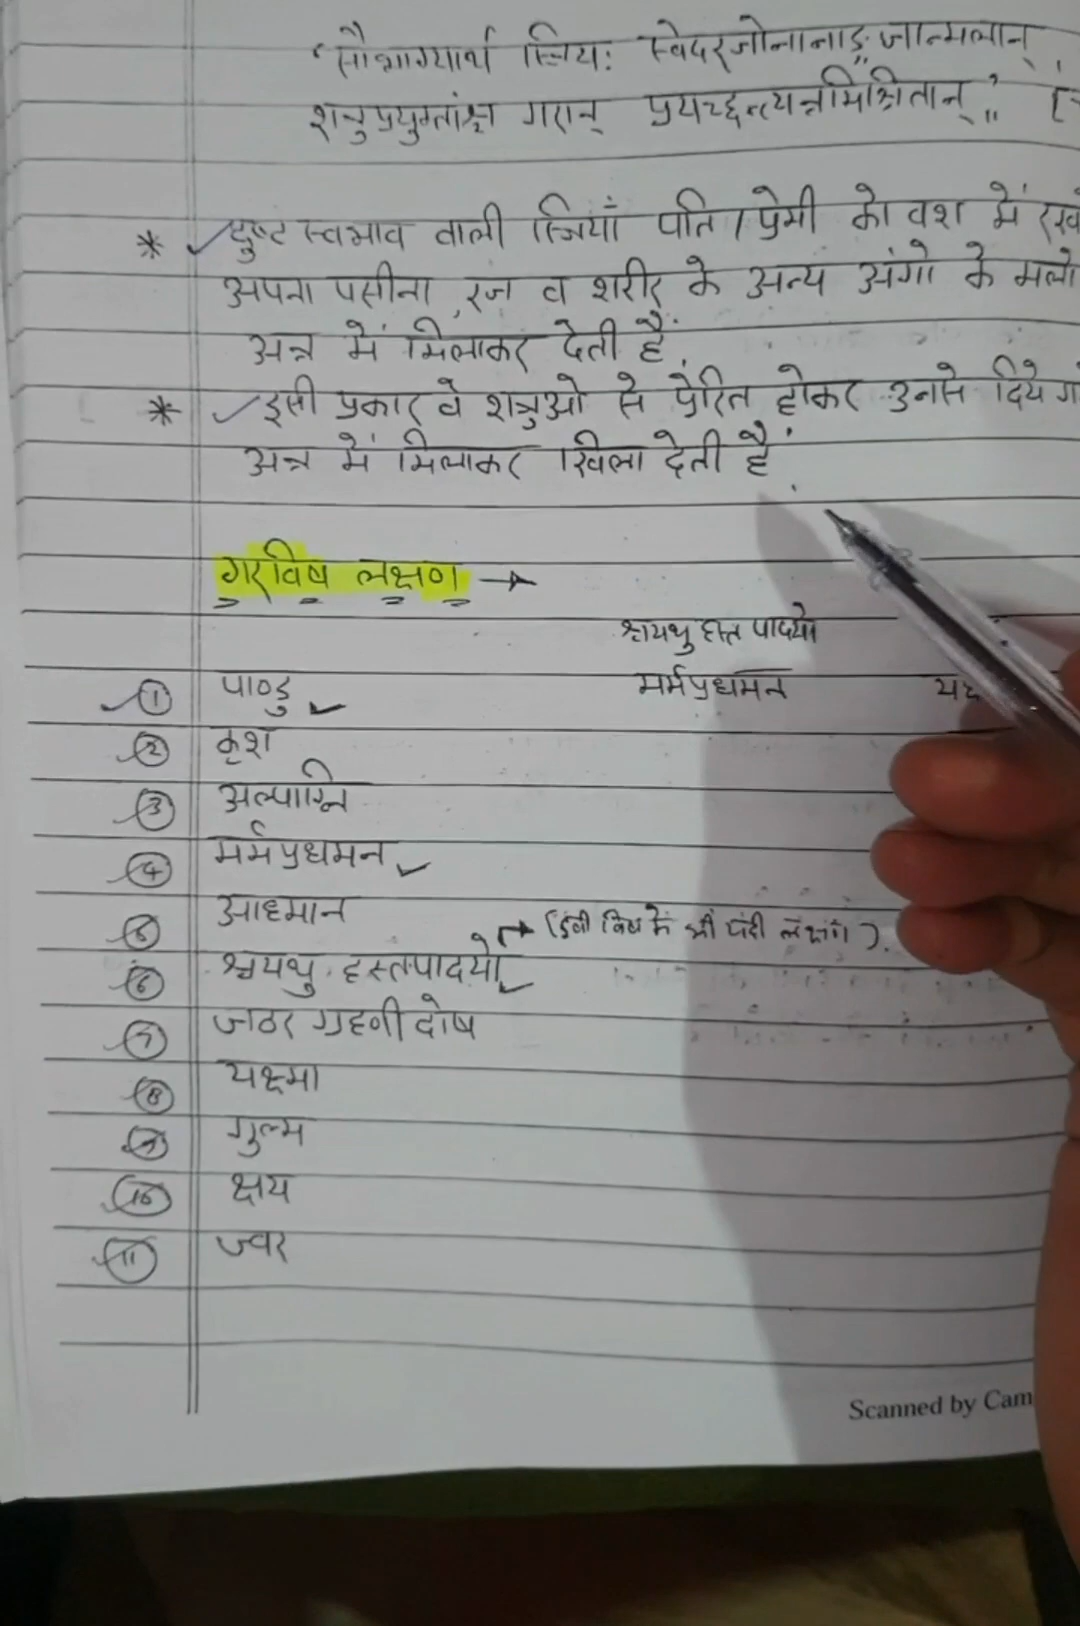 "सौभाग्यार्थ स्त्रियः स्वेदरजोनानाङ्गजान्मलान्
शत्रुप्रयुक्तांश्च गरान् प्रयच्छन्त्यन्नमिश्रितान्"
* दुष्ट स्वभाव वाली स्त्रियाँ पति / प्रेमी को वश में
अपना पसीना, रज व शरीर के अन्य अंगो के मलो
अन्न में मिलाकर देती है.
* इसी प्रकार वे शत्रुओ से प्रेरित होकर उनसे दिये
अन्न में मिलाकर खिला देती है.
गरविष लक्षण →
श्वयथु हस्त पादयो
मर्मप्रधमन
① पाण्डु
② कृश
③ अल्पाग्नि
④ मर्मप्रधमन
⑤ आध्मान
→ (विष में भी यही लक्षण).
⑥ श्वयथु हस्तपादयो
⑦ जठर ग्रहणी दोष
⑧ यक्ष्मा
⑨ गुल्म
⑩ क्षय
⑪ ज्वर
Scanned by Cam